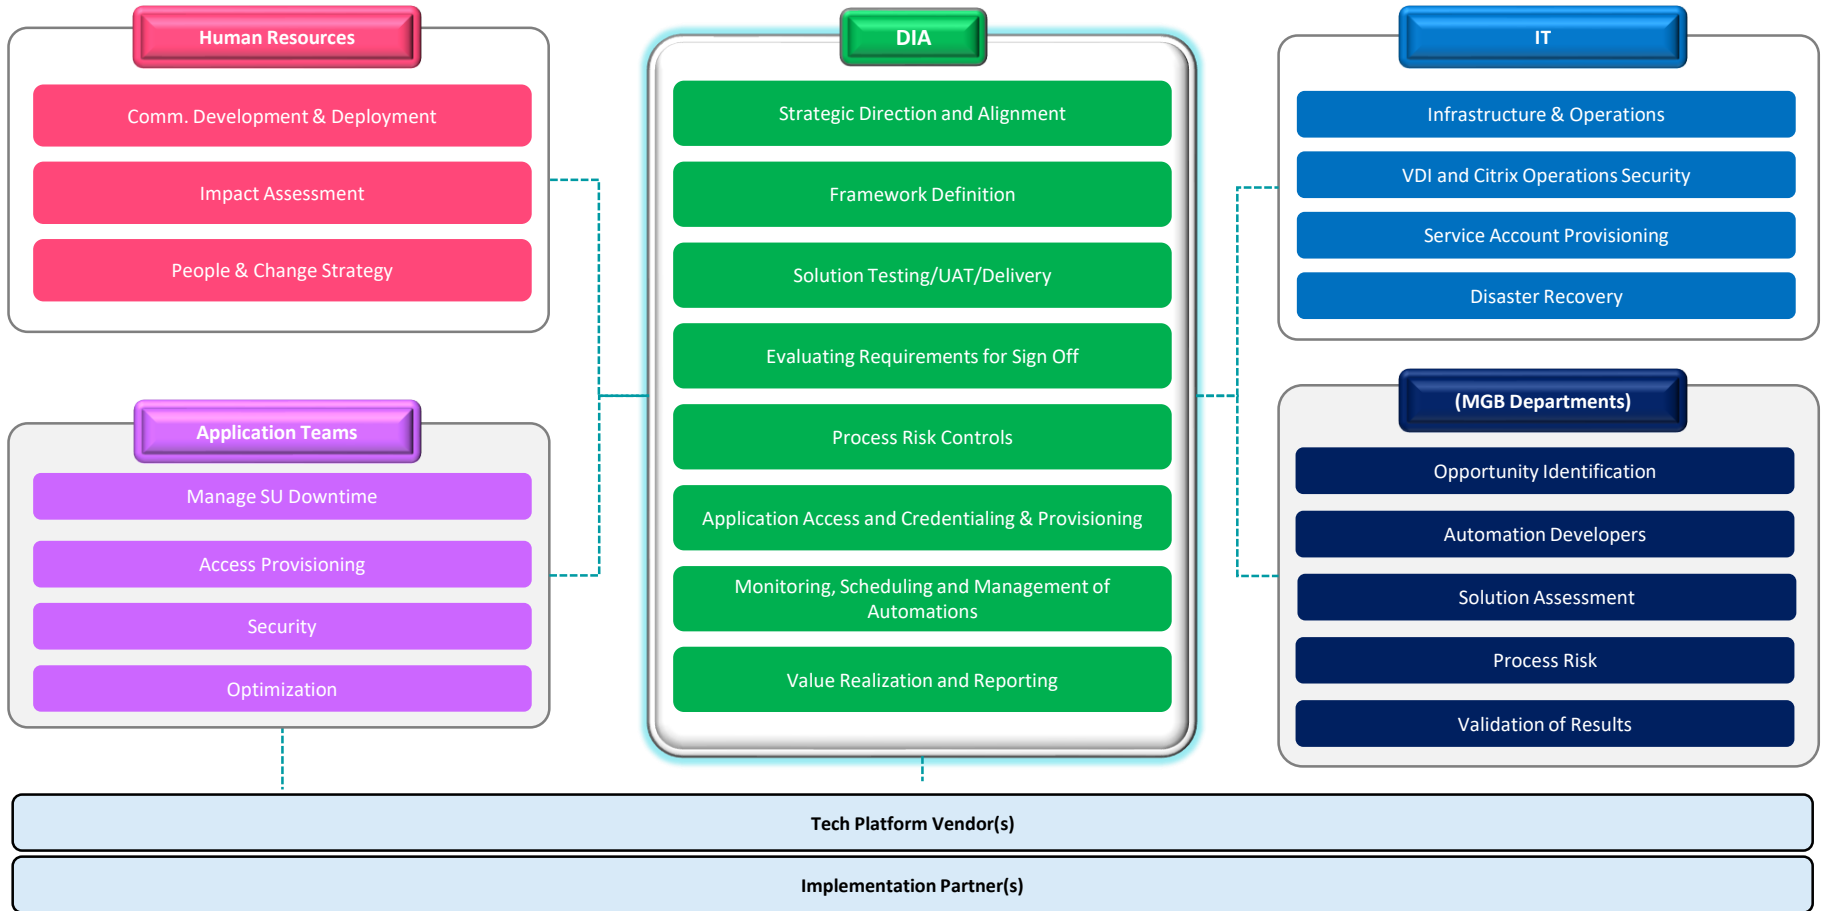 Human Resources
Comm. Development & Deployment
Impact Assessment
People & Change Strategy
Application Teams
Manage SU Downtime
Access Provisioning
Security
Optimization
DIA
Strategic Direction and Alignment
Framework Definition
Solution Testing/UAT/Delivery
Evaluating Requirements for Sign Off
Process Risk Controls
Application Access and Credentialing & Provisioning
Monitoring, Scheduling and Management of
Automations
Value Realization and Reporting
IT
Infrastructure & Operations
VDI and Citrix Operations Security
Service Account Provisioning
Disaster Recovery
(MGB Departments)
Opportunity Identification
Automation Developers
Solution Assessment
Process Risk
Validation of Results
Tech Platform Vendor(s)
Implementation Partner(s)